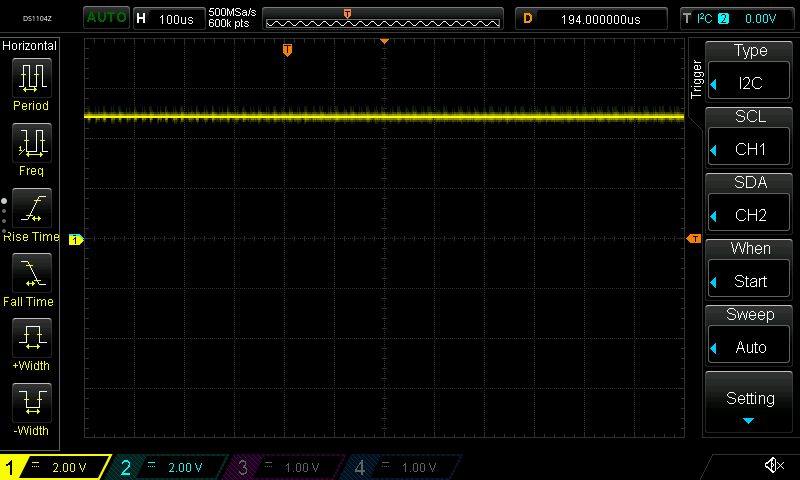 DS1104Z
AUTO
H 100us
500MSa/s
600k pts
T
D 194.000000us
T I²C 2 0.00V
Horizontal
Period
Freq
Rise Time
Fall Time
+Width
-Width
T
1
T
Trigger
Type
I2C
SCL
CH1
SDA
CH2
When
Start
Sweep
Auto
Setting
1 = 2.00 V
2 = 2.00 V
3 = 1.00 V
4 = 1.00 V